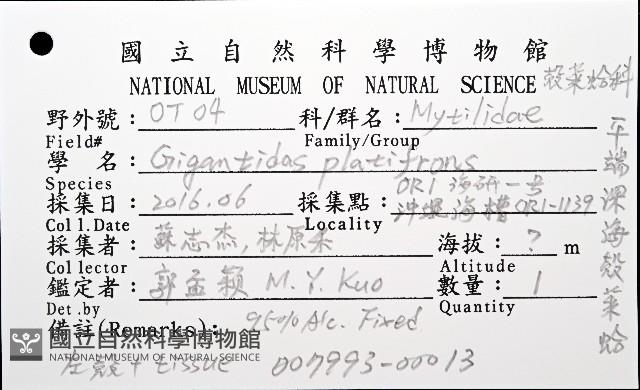 國立自然科學博物館
NATIONAL MUSEUM OF NATURAL SCIENCE 殼菜蛤科
野外號：OT 04 科/群名：Mytilidae
Field# Family/Group
學 名：Gigantidas platifrons
Species
OR1 海研一號
採集日：2016.06 採集點：沖繩海槽 OR1-1139
Coll.Date Locality
採集者：蘇志杰, 林原 海拔：? m
Collector Altitude
鑑定者：郭孟穎 M. Y. Kuo 數量：1
Det.by Quantity
備註(Remarks)：95% Alc. Fixed
左殼+tissue 007993-00013
平端深海殼菜蛤
國立自然科學博物館
NATIONAL MUSEUM OF NATURAL SCIENCE